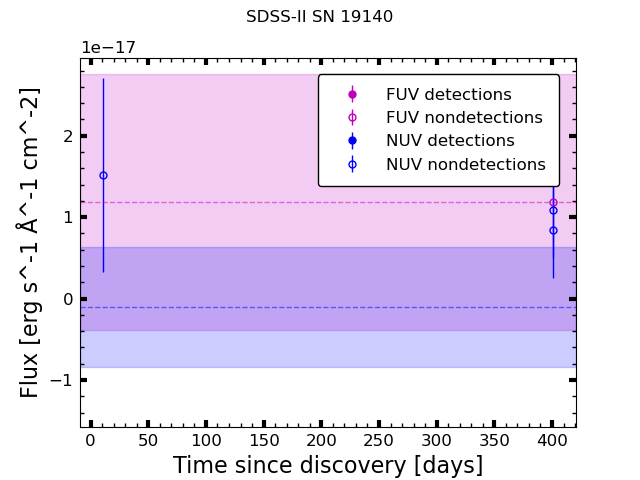 SDSS-II SN 19140
1e−17
FUV detections
FUV nondetections
NUV detections
NUV nondetections
2
1
0
−1
Flux [erg s^-1 Å^-1 cm^-2]
0 50 100 150 200 250 300 350 400
Time since discovery [days]